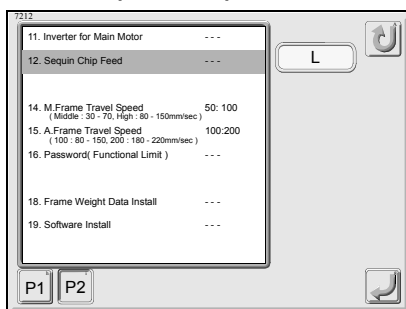 7212
11. Inverter for Main Motor - - -
12. Sequin Chip Feed - - -
L
14. M.Frame Travel Speed 50: 100
( Middle : 30 - 70, High : 80 - 150mm/sec )
15. A.Frame Travel Speed 100:200
( 100 : 80 - 150, 200 : 180 - 220mm/sec )
16. Password( Functional Limit ) - - -
18. Frame Weight Data Install - - -
19. Software Install - - -
P1 P2